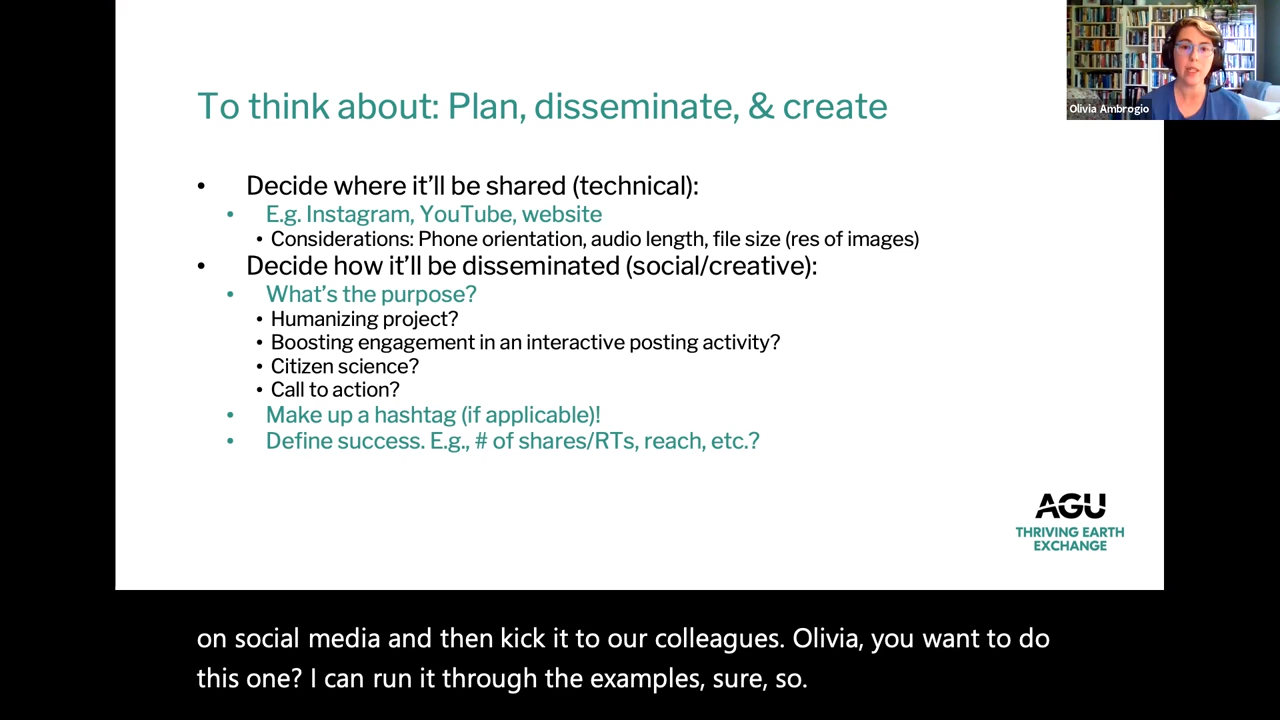 To think about: Plan, disseminate, & create
Olivia Ambrogio
• Decide where it'll be shared (technical):
• E.g. Instagram, YouTube, website
• Considerations: Phone orientation, audio length, file size (res of images)
• Decide how it'll be disseminated (social/creative):
• What's the purpose?
• Humanizing project?
• Boosting engagement in an interactive posting activity?
• Citizen science?
• Call to action?
• Make up a hashtag (if applicable)!
• Define success. E.g., # of shares/RTs, reach, etc.?
AGU
THRIVING EARTH
EXCHANGE
on social media and then kick it to our colleagues. Olivia, you want to do
this one? I can run it through the examples, sure, so.